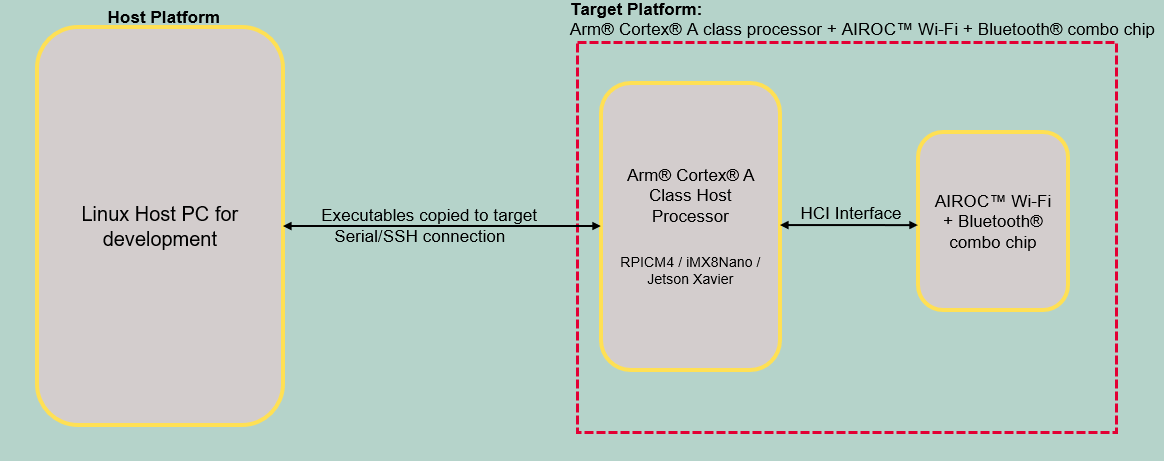 Host Platform
Target Platform:
Arm® Cortex® A class processor + AIROC™ Wi-Fi + Bluetooth® combo chip
Linux Host PC for
development
Executables copied to target
Serial/SSH connection
Arm® Cortex® A
Class Host
Processor
RPICM4 / iMX8Nano /
Jetson Xavier
HCI Interface
AIROC™ Wi-Fi
+ Bluetooth®
combo chip